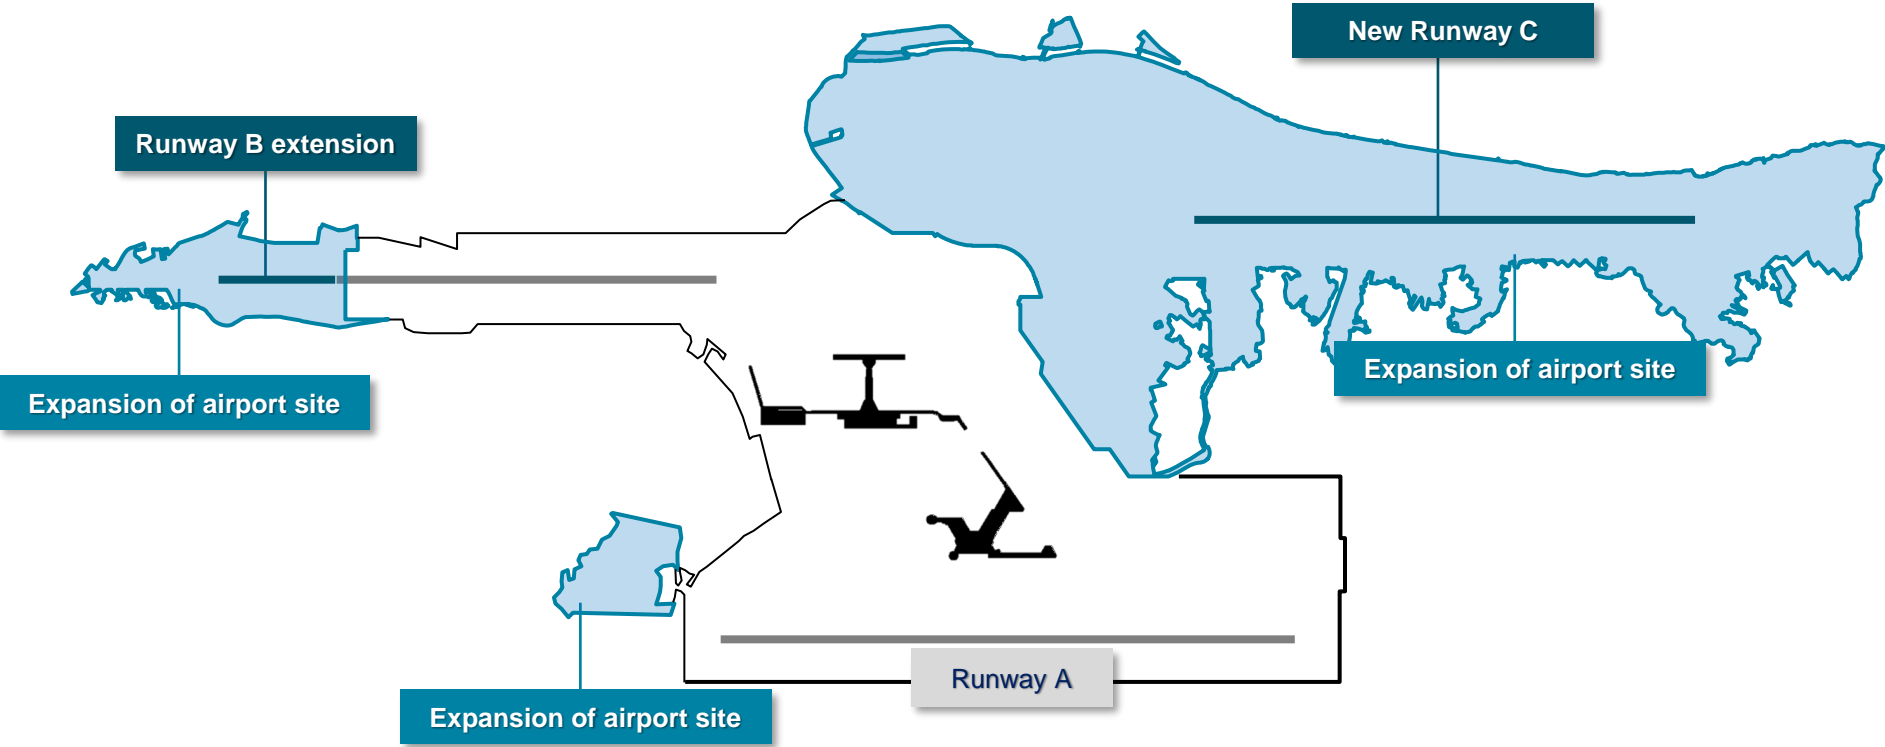 New Runway C
Runway B extension
Expansion of airport site
Expansion of airport site
Runway A
Expansion of airport site